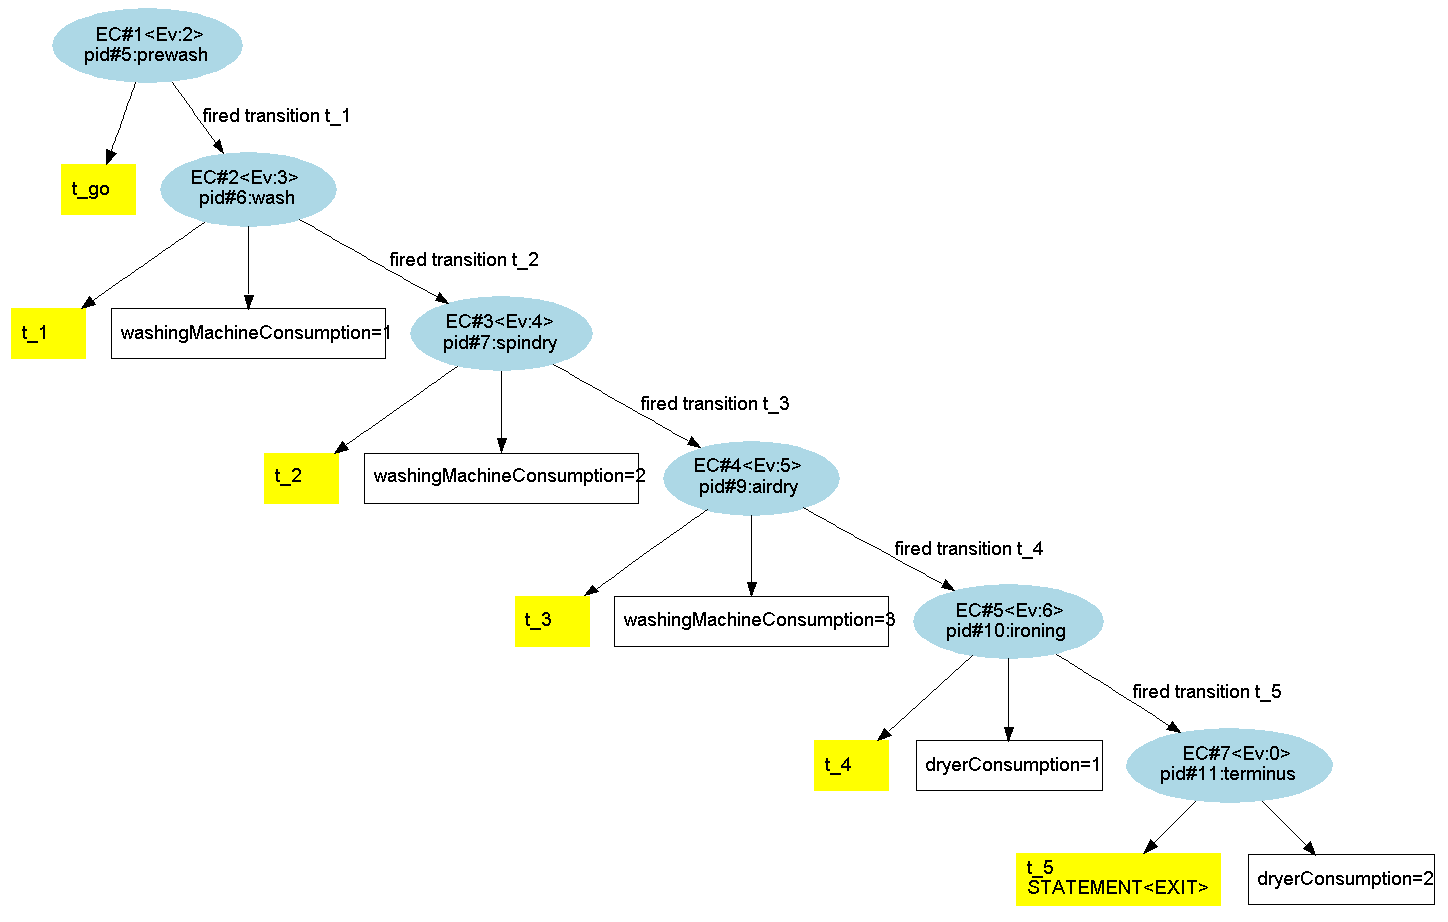 EC#1<Ev:2>
pid#5:prewash
fired transition t_1
t_go
EC#2<Ev:3>
pid#6:wash
fired transition t_2
t_1
washingMachineConsumption=1
EC#3<Ev:4>
pid#7:spindry
fired transition t_3
t_2
washingMachineConsumption=2
EC#4<Ev:5>
pid#9:airdry
fired transition t_4
t_3
washingMachineConsumption=3
EC#5<Ev:6>
pid#10:ironing
fired transition t_5
t_4
dryerConsumption=1
EC#7<Ev:0>
pid#11:terminus
t_5
STATEMENT<EXIT>
dryerConsumption=2